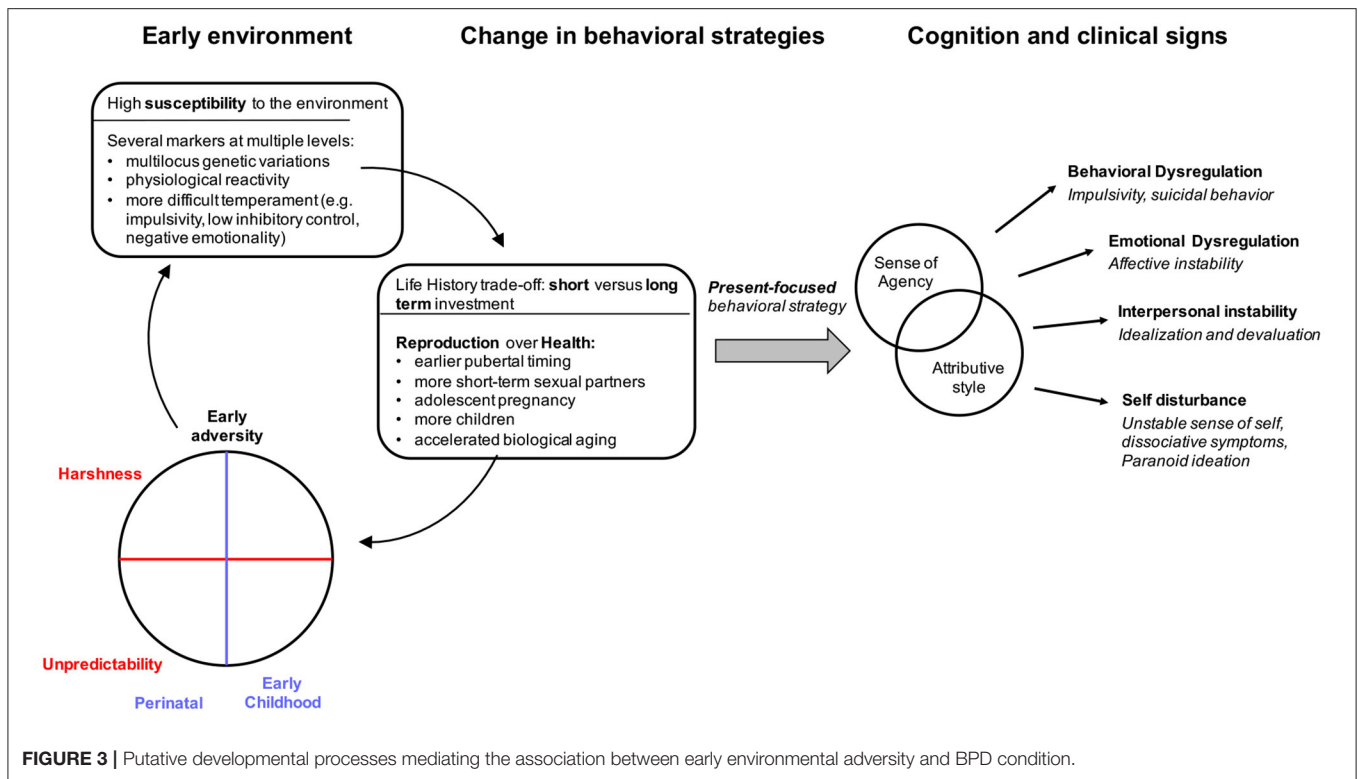 Early environment
Change in behavioral strategies
Cognition and clinical signs
High susceptibility to the environment
Several markers at multiple levels:
• multilocus genetic variations
• physiological reactivity
• more difficult temperament (e.g.
impulsivity, low inhibitory control,
negative emotionality)
Early
adversity
Harshness
Unpredictability
Perinatal
Early
Childhood
Life History trade-off: short versus long
term investment
Reproduction over Health:
• earlier pubertal timing
• more short-term sexual partners
• adolescent pregnancy
• more children
• accelerated biological aging
Present-focused
behavioral strategy
Sense of
Agency
Attributive
style
Behavioral Dysregulation
Impulsivity, suicidal behavior
Emotional Dysregulation
Affective instability
Interpersonal instability
Idealization and devaluation
Self disturbance
Unstable sense of self,
dissociative symptoms,
Paranoid ideation
FIGURE 3 | Putative developmental processes mediating the association between early environmental adversity and BPD condition.